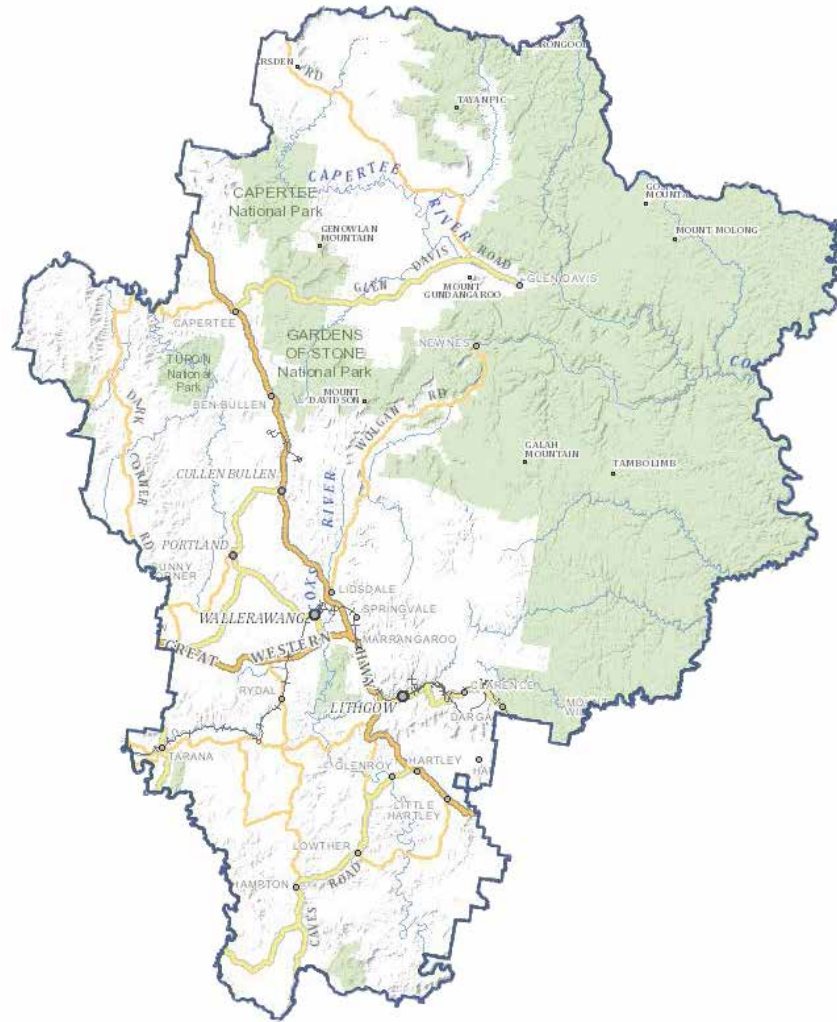 RD
TAYAN PIC
CAPERTEE
RIVER
CAPERTEE
National Park
GENOWLAN
MOUNTAIN
MOUNT MOLONG
GLEN DAVIS ROAD
MOUNT
GUNDANGAROO
GLEN DAVIS
CAPERTEE
GARDENS
OF STONE
National Park
NEWNES
TURON
National
Park
BEN BULLEN
MOUNT
DAVIDSON
WOLGAN RD
DARK
CORNER
RD
GALAH
MOUNTAIN
TAMBOLIMB
CULLEN BULLEN
RIVER
PORTLAND
LIDSDALE
SPRINGVALE
WALLERAWANG
MARRANGAROO
GREAT WESTERN
RYDAL
LITHGOW
CLARENCE
TARANA
GLENROY
HARTLEY
LITTLE
HARTLEY
LOWTHER
ROAD
CAVES